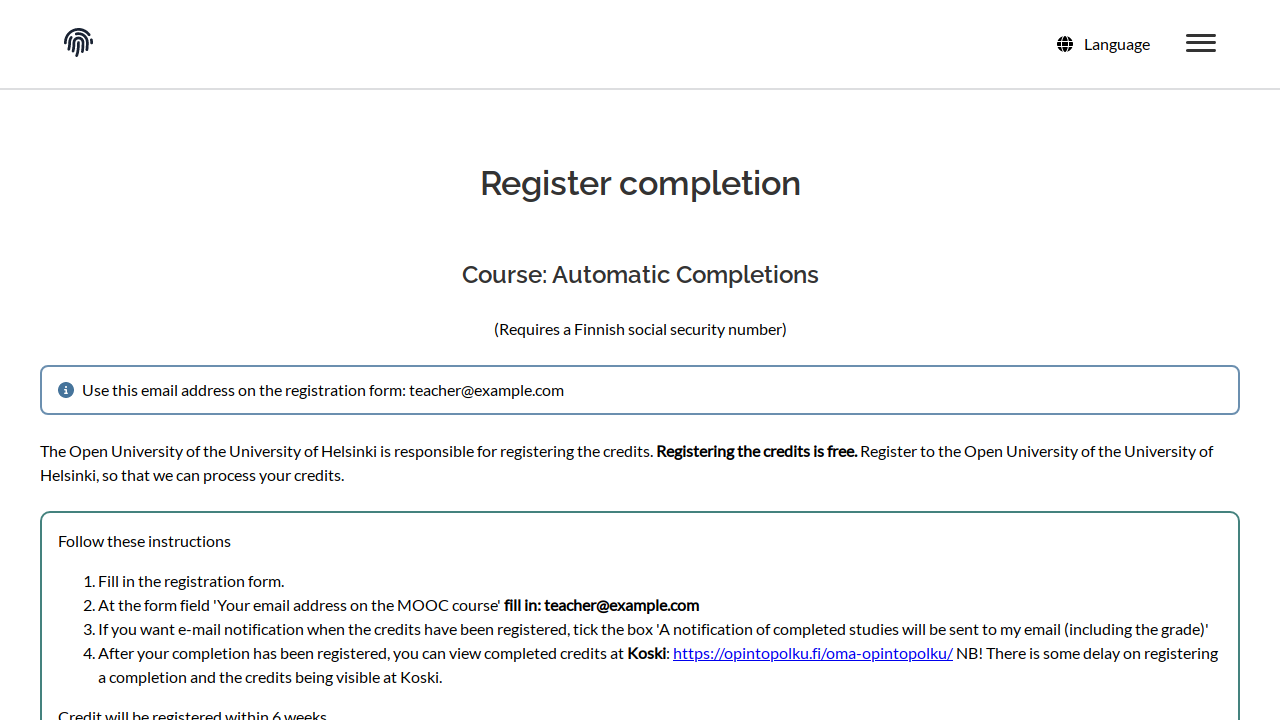 Language
Register completion
Course: Automatic Completions
(Requires a Finnish social security number)
Use this email address on the registration form: teacher@example.com
The Open University of the University of Helsinki is responsible for registering the credits. Registering the credits is free. Register to the Open University of the University of
Helsinki, so that we can process your credits.
Follow these instructions
1. Fill in the registration form.
2. At the form field 'Your email address on the MOOC course' fill in: teacher@example.com
3. If you want e-mail notification when the credits have been registered, tick the box 'A notification of completed studies will be sent to my email (including the grade)'
4. After your completion has been registered, you can view completed credits at Koski: https://opintopolku.fi/oma-opintopolku/ NB! There is some delay on registering
a completion and the credits being visible at Koski.
Credit will be registered within 6 weeks